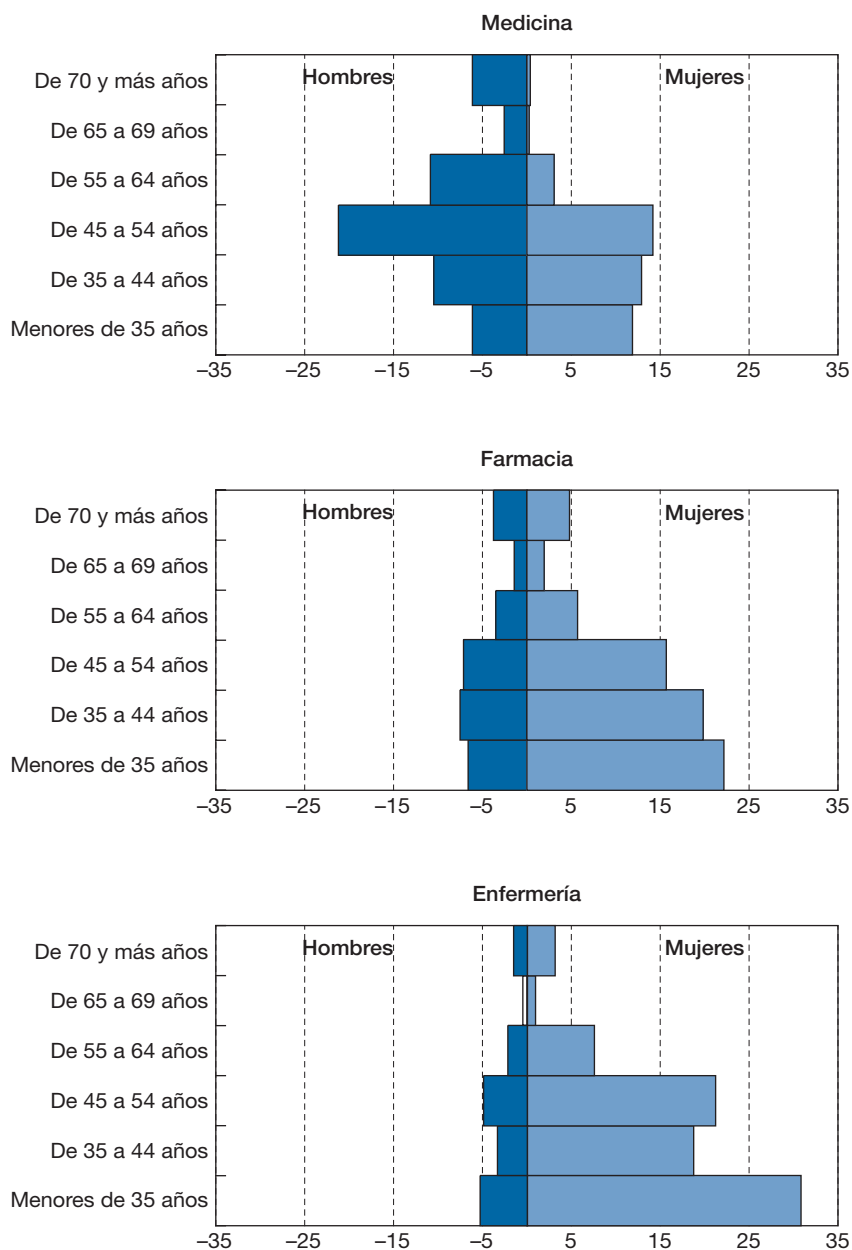 Medicina
De 70 y más años
Hombres
Mujeres
De 65 a 69 años
De 55 a 64 años
De 45 a 54 años
De 35 a 44 años
Menores de 35 años
–35 –25 –15 –5 5 15 25 35
Farmacia
De 70 y más años
Hombres
Mujeres
De 65 a 69 años
De 55 a 64 años
De 45 a 54 años
De 35 a 44 años
Menores de 35 años
–35 –25 –15 –5 5 15 25 35
Enfermería
De 70 y más años
Hombres
Mujeres
De 65 a 69 años
De 55 a 64 años
De 45 a 54 años
De 35 a 44 años
Menores de 35 años
–35 –25 –15 –5 5 15 25 35